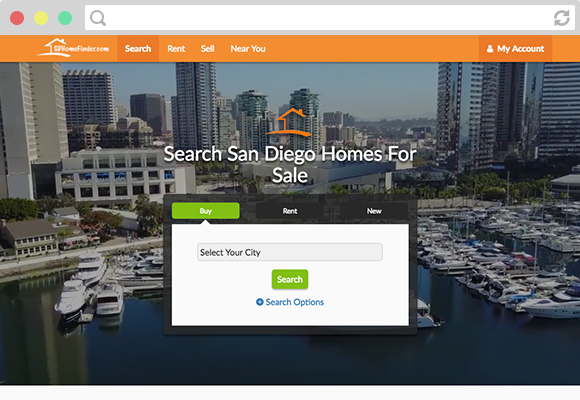 SDHomeFinder.com Search Rent Sell Near You My Account
Search San Diego Homes For
Sale
Buy Rent New
Select Your City
Search
Search Options